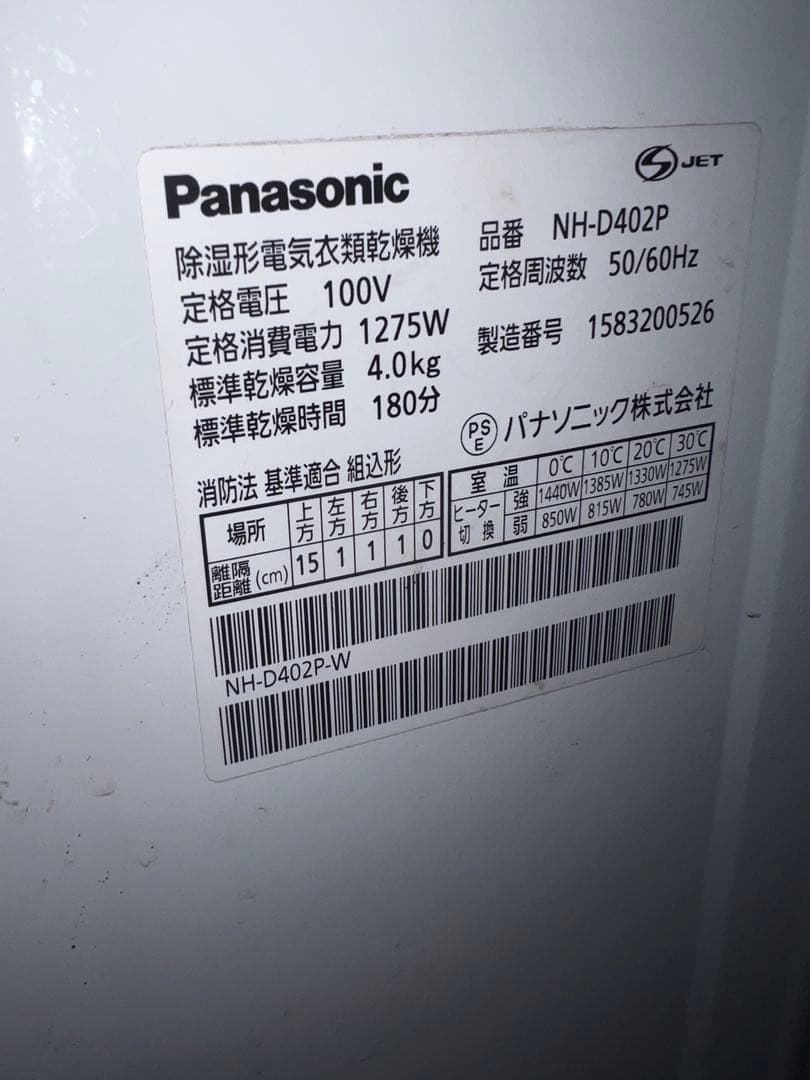 Panasonic
S JET
除湿形電気衣類乾燥機
品番 NH-D402P
定格電圧 100V
定格周波数 50/60Hz
定格消費電力 1275W
製造番号 1583200526
標準乾燥容量 4.0kg
標準乾燥時間 180分
PS E パナソニック株式会社
消防法 基準適合 組込形
場所 上方 左方 右方 後方 下方
離隔距離(cm) 15 1 1 1 0
室温 0℃ 10℃ 20℃ 30℃
ヒーター切換 強 1440W 1385W 1330W 1275W
弱 850W 815W 780W 745W
NH-D402P-W